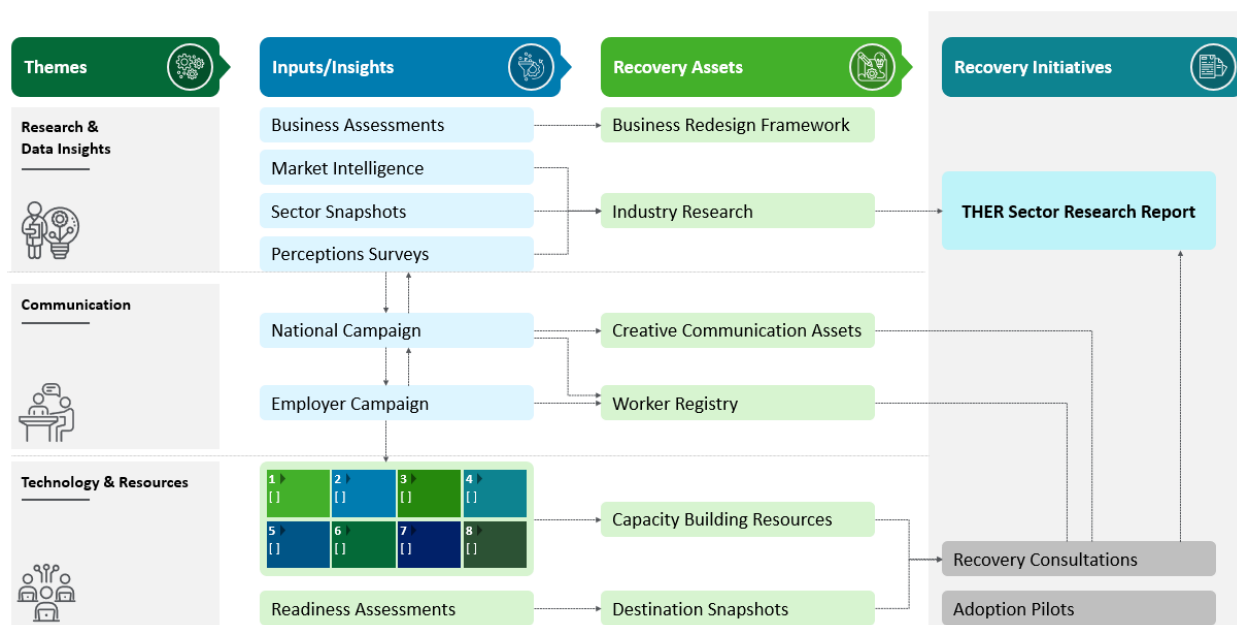 Themes
Inputs/Insights
Recovery Assets
Recovery Initiatives
Research &
Data Insights
Business Assessments
Business Redesign Framework
Market Intelligence
Sector Snapshots
Industry Research
THER Sector Research Report
Perceptions Surveys
Communication
National Campaign
Creative Communication Assets
Employer Campaign
Worker Registry
Technology & Resources
1
[ ]
2
[ ]
3
[ ]
4
[ ]
5
[ ]
6
[ ]
7
[ ]
8
[ ]
Capacity Building Resources
Recovery Consultations
Readiness Assessments
Destination Snapshots
Adoption Pilots